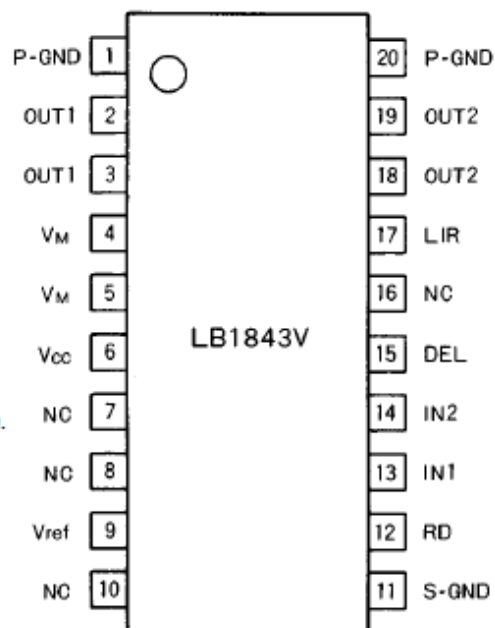 P-GND 1 20 P-GND
OUT1 2 19 OUT2
OUT1 3 18 OUT2
VM 4 17 LIR
VM 5 16 NC
LB1843V
Vcc 6 15 DEL
NC 7 14 IN2
NC 8 13 IN1
Vref 9 12 RD
NC 10 11 S-GND